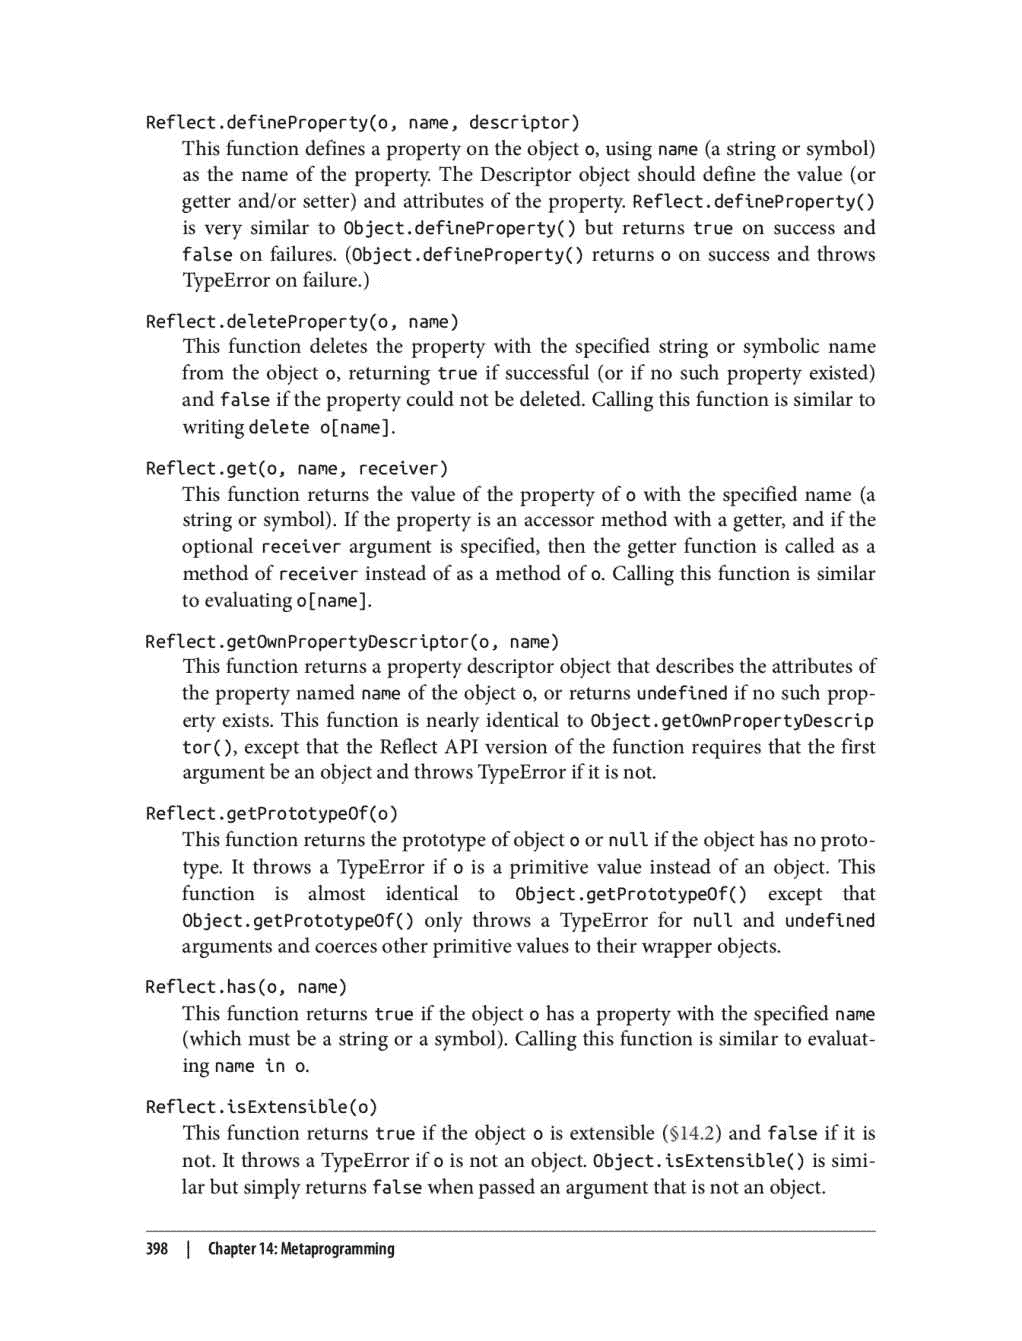 Reflect.defineProperty(o, name, descriptor)
This function defines a property on the object o, using name (a string or symbol)
as the name of the property. The Descriptor object should define the value (or
getter and/or setter) and attributes of the property. Reflect.defineProperty()
is very similar to Object.defineProperty() but returns true on success and
false on failures. (Object.defineProperty() returns o on success and throws
TypeError on failure.)
Reflect.deleteProperty(o, name)
This function deletes the property with the specified string or symbolic name
from the object o, returning true if successful (or if no such property existed)
and false if the property could not be deleted. Calling this function is similar to
writing delete o[name].
Reflect.get(o, name, receiver)
This function returns the value of the property of o with the specified name (a
string or symbol). If the property is an accessor method with a getter, and if the
optional receiver argument is specified, then the getter function is called as a
method of receiver instead of as a method of o. Calling this function is similar
to evaluating o[name].
Reflect.getOwnPropertyDescriptor(o, name)
This function returns a property descriptor object that describes the attributes of
the property named name of the object o, or returns undefined if no such prop-
erty exists. This function is nearly identical to Object.getOwnPropertyDescrip
tor(), except that the Reflect API version of the function requires that the first
argument be an object and throws TypeError if it is not.
Reflect.getPrototypeOf(o)
This function returns the prototype of object o or null if the object has no proto-
type. It throws a TypeError if o is a primitive value instead of an object. This
function is almost identical to Object.getPrototypeOf() except that
Object.getPrototypeOf() only throws a TypeError for null and undefined
arguments and coerces other primitive values to their wrapper objects.
Reflect.has(o, name)
This function returns true if the object o has a property with the specified name
(which must be a string or a symbol). Calling this function is similar to evaluat-
ing name in o.
Reflect.isExtensible(o)
This function returns true if the object o is extensible (§14.2) and false if it is
not. It throws a TypeError if o is not an object. Object.isExtensible() is simi-
lar but simply returns false when passed an argument that is not an object.
398 | Chapter 14: Metaprogramming